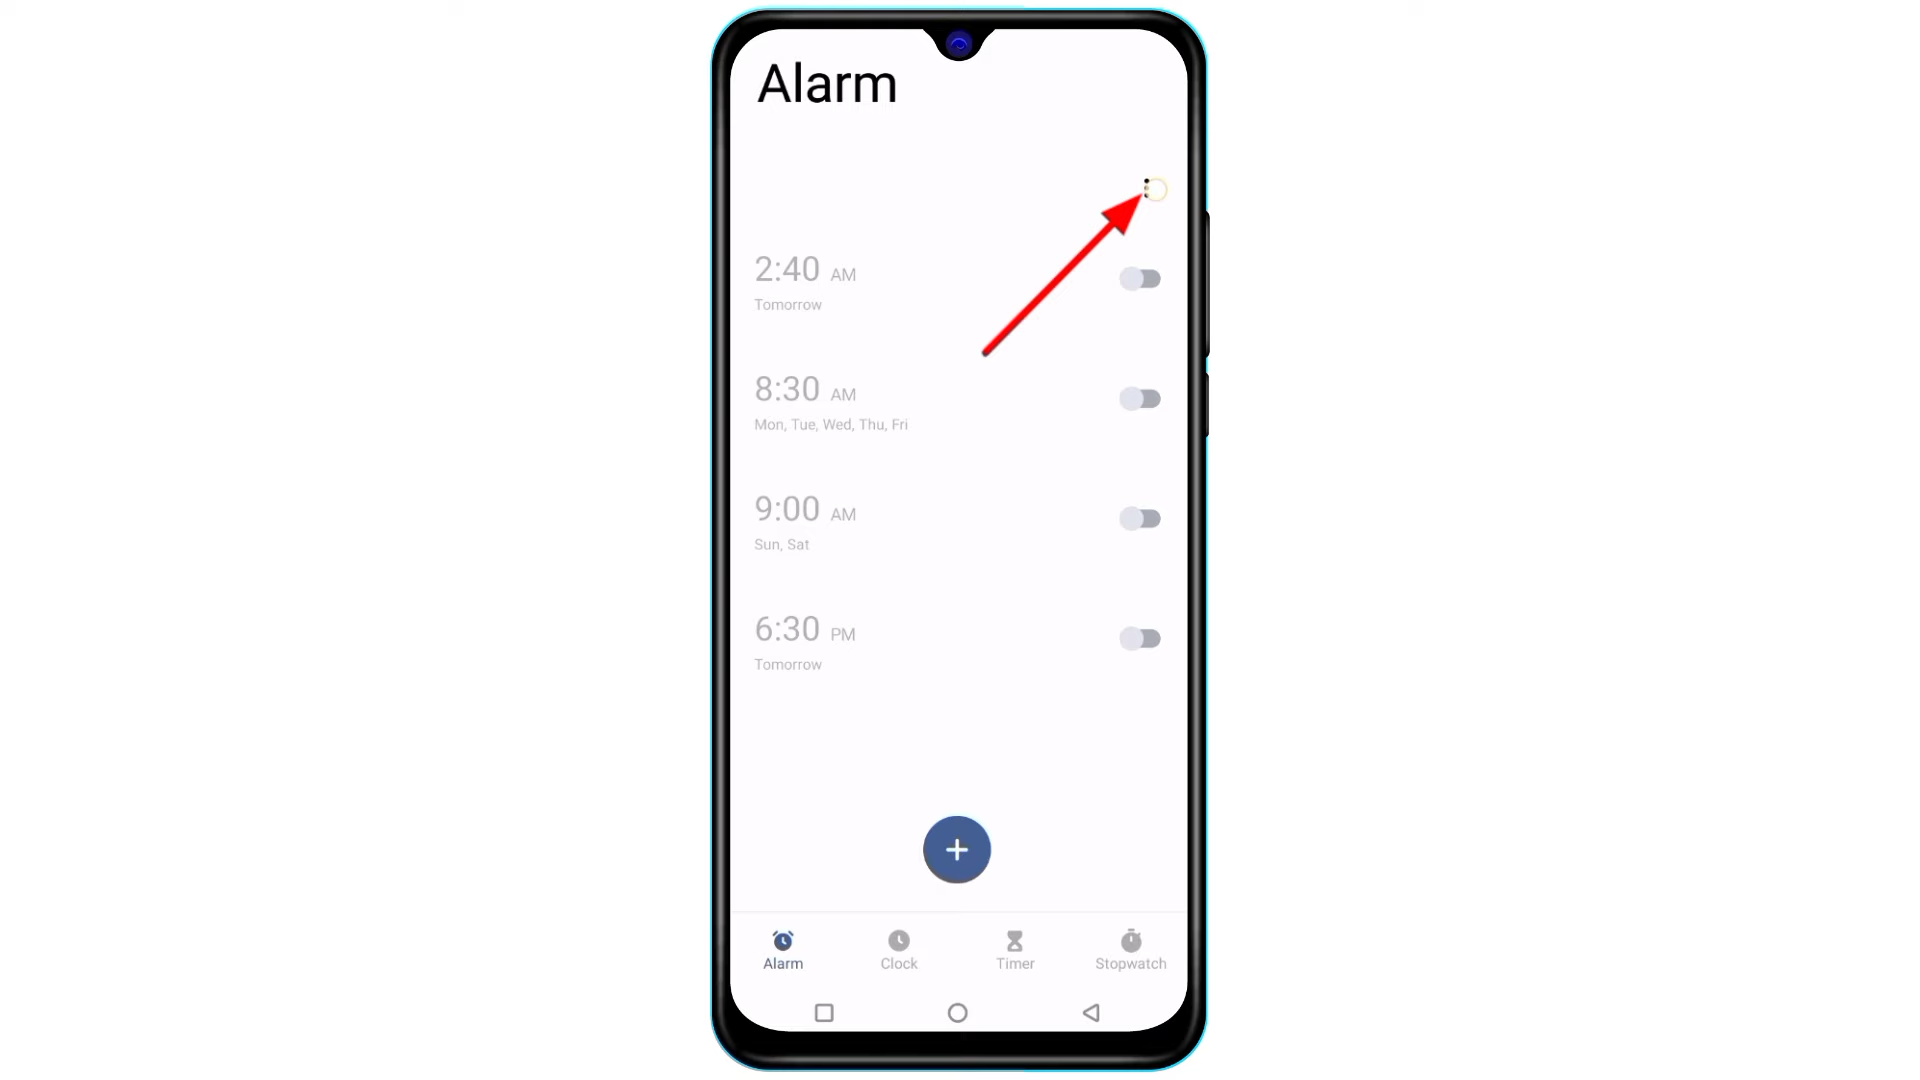 Alarm
2:40 AM
Tomorrow
8:30 AM
Mon, Tue, Wed, Thu, Fri
9:00 AM
Sun, Sat
6:30 PM
Tomorrow
Alarm Clock Timer Stopwatch